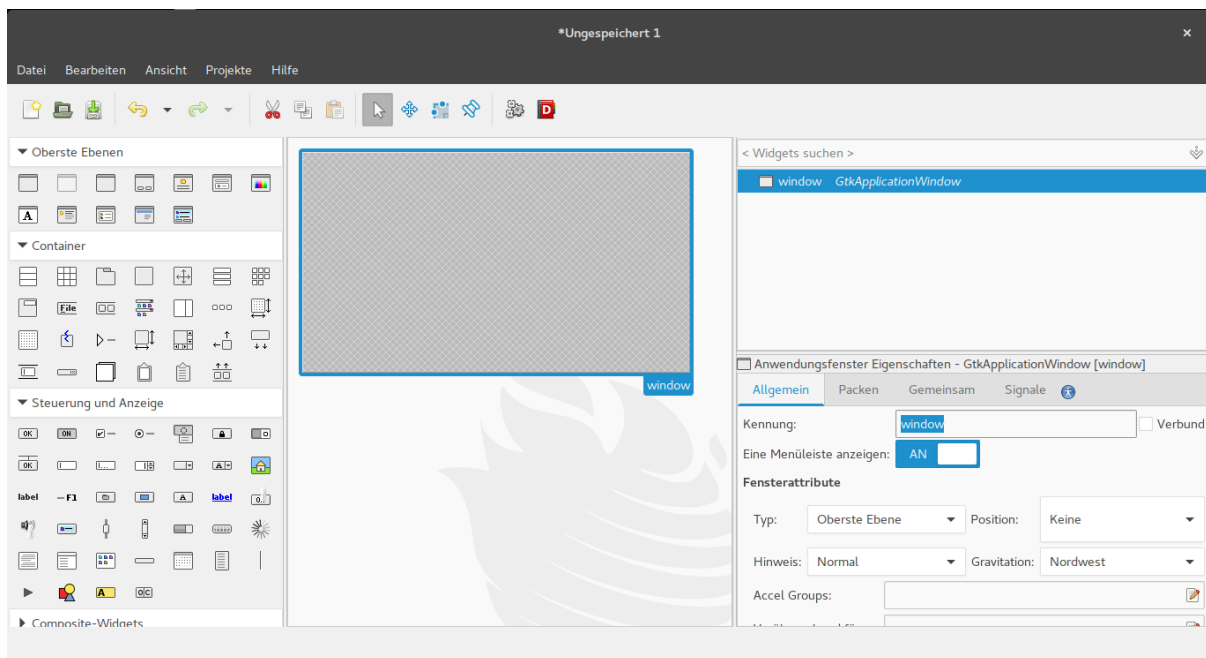 *Ungespeichert 1
Datei Bearbeiten Ansicht Projekte Hilfe
Oberste Ebenen
Container
File
Steuerung und Anzeige
OK ON
OK
label F1 label
Composite-Widgets
window
< Widgets suchen >
window GtkApplicationWindow
Anwendungsfenster Eigenschaften - GtkApplicationWindow [window]
Allgemein Packen Gemeinsam Signale
Kennung: window Verbund
Eine Menüleiste anzeigen: AN
Fensterattribute
Typ: Oberste Ebene Position: Keine
Hinweis: Normal Gravitation: Nordwest
Accel Groups: